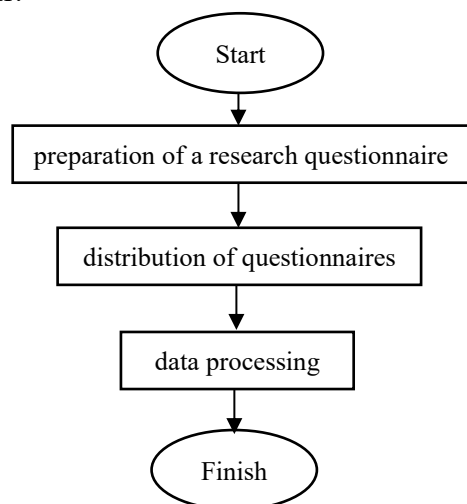 Start
preparation of a research questionnaire
distribution of questionnaires
data processing
Finish